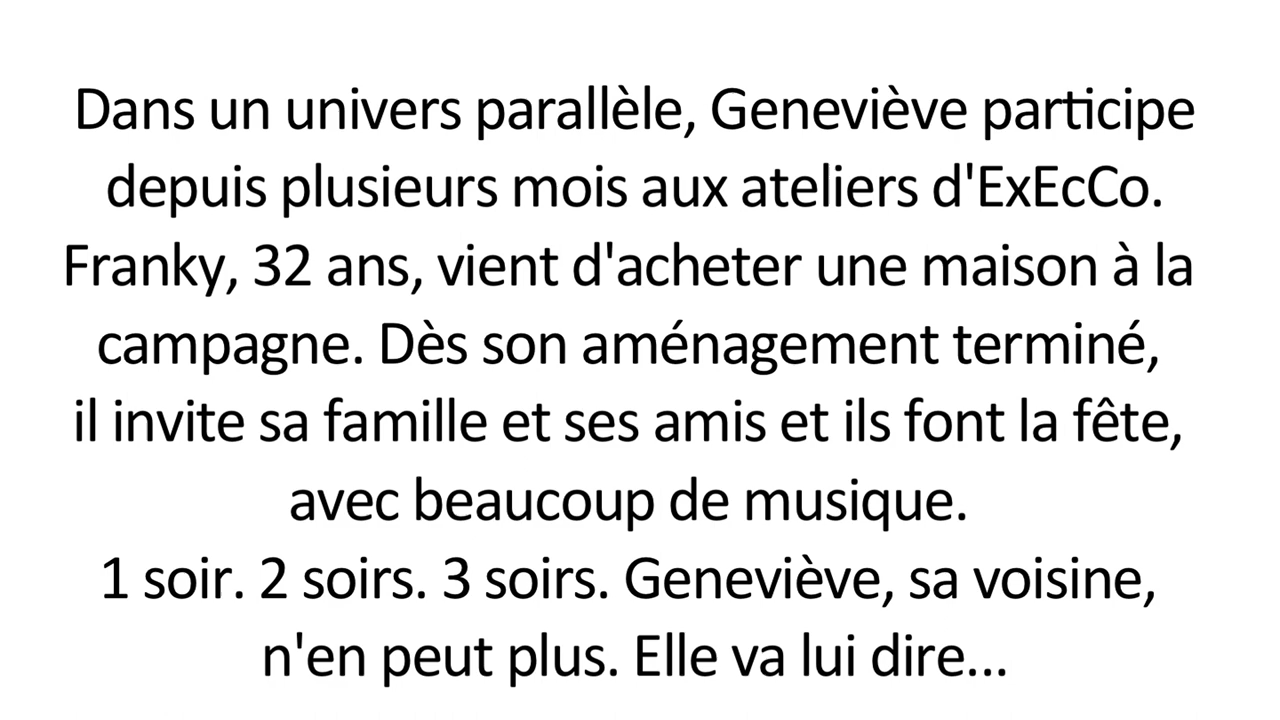 Dans un univers parallèle, Geneviève participe
depuis plusieurs mois aux ateliers d'ExEcCo.
Franky, 32 ans, vient d'acheter une maison à la
campagne. Dès son aménagement terminé,
il invite sa famille et ses amis et ils font la fête,
avec beaucoup de musique.
1 soir. 2 soirs. 3 soirs. Geneviève, sa voisine,
n'en peut plus. Elle va lui dire...